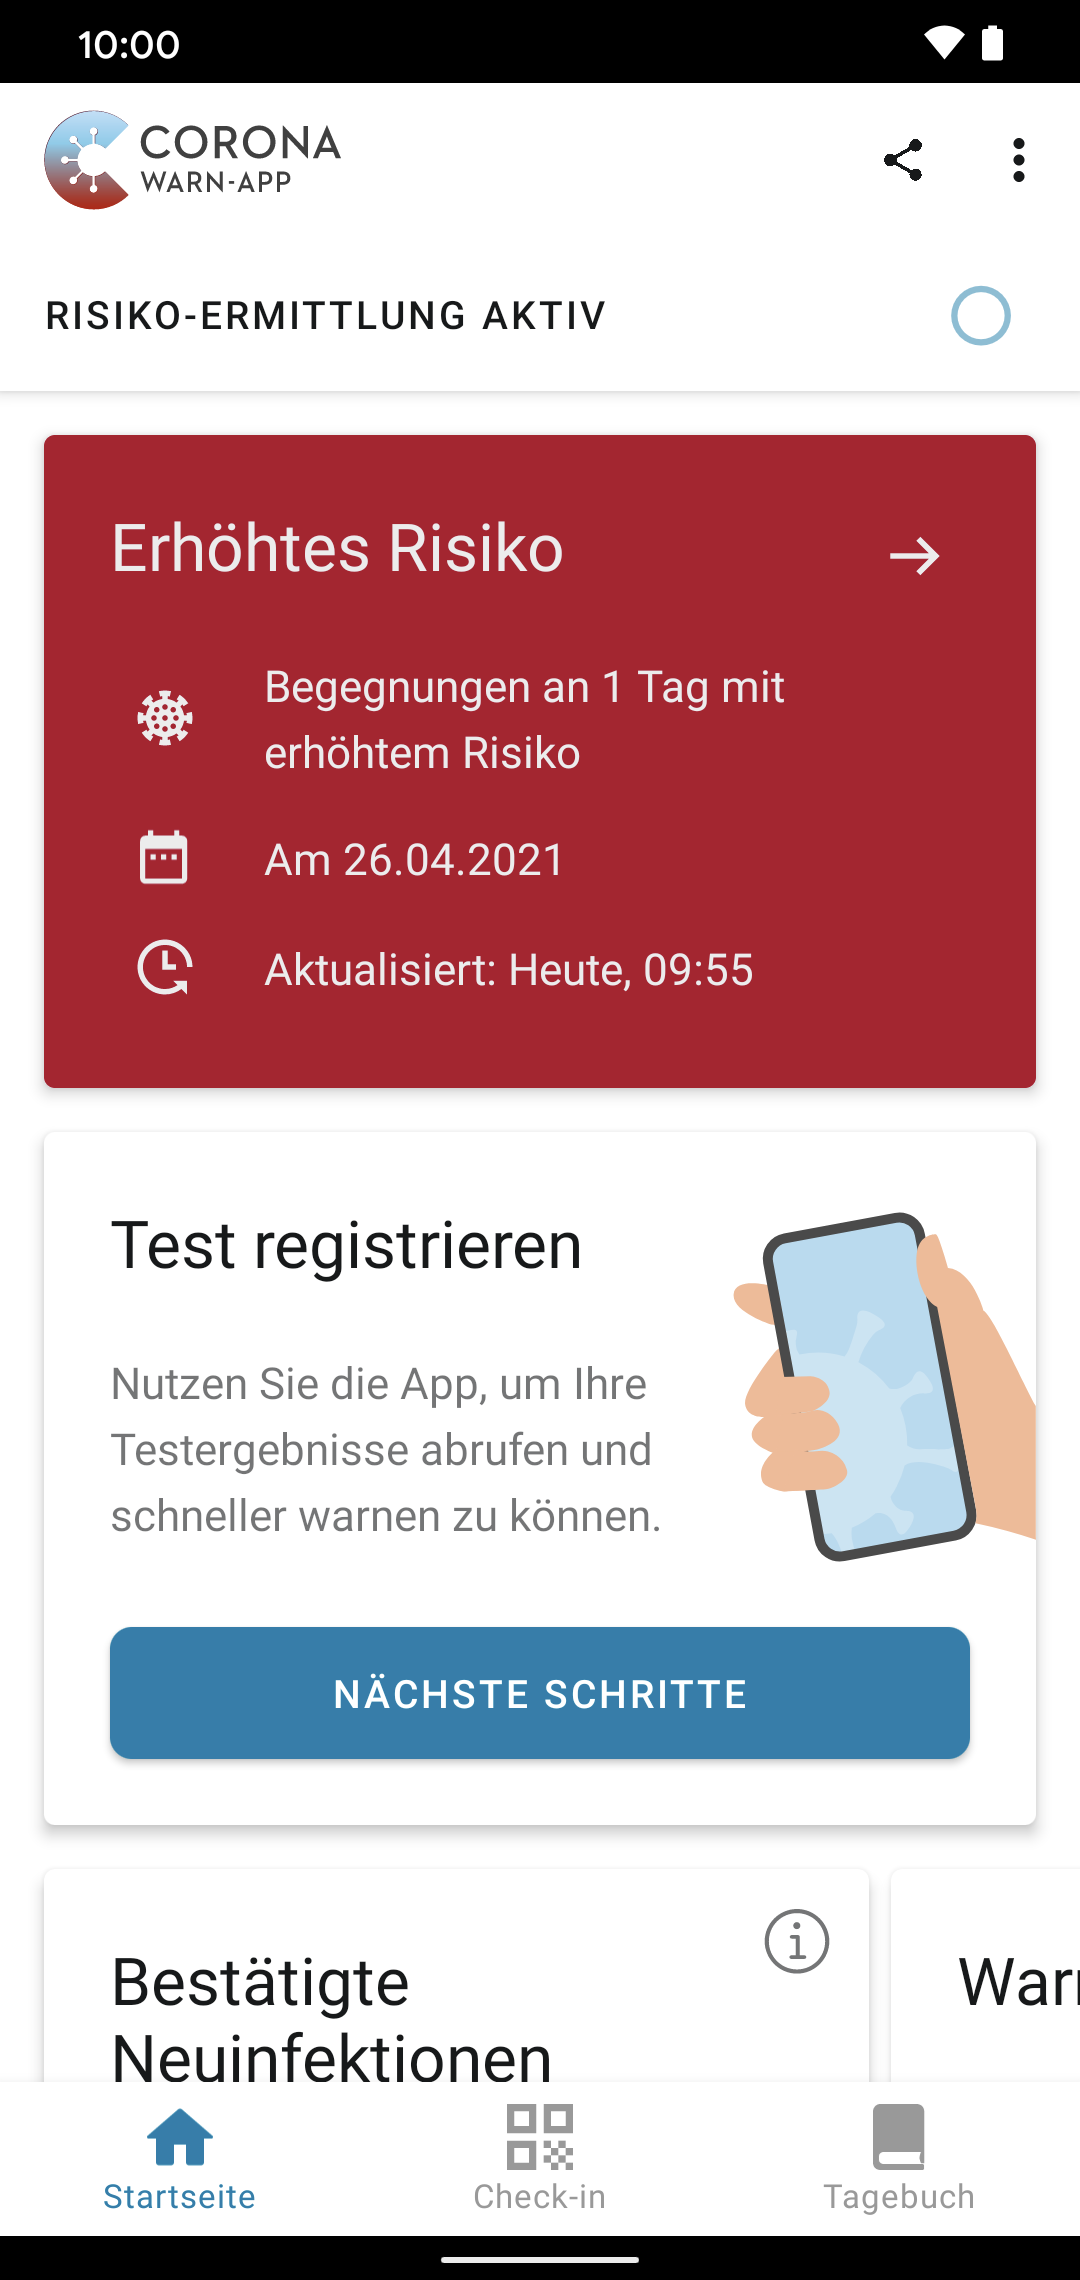 10:00
CORONA
WARN-APP
RISIKO-ERMITTLUNG AKTIV
Erhöhtes Risiko
Begegnungen an 1 Tag mit
erhöhtem Risiko
Am 26.04.2021
Aktualisiert: Heute, 09:55
Test registrieren
Nutzen Sie die App, um Ihre
Testergebnisse abrufen und
schneller warnen zu können.
NÄCHSTE SCHRITTE
Bestätigte
Neuinfektionen
Startseite
Check-in
Tagebuch